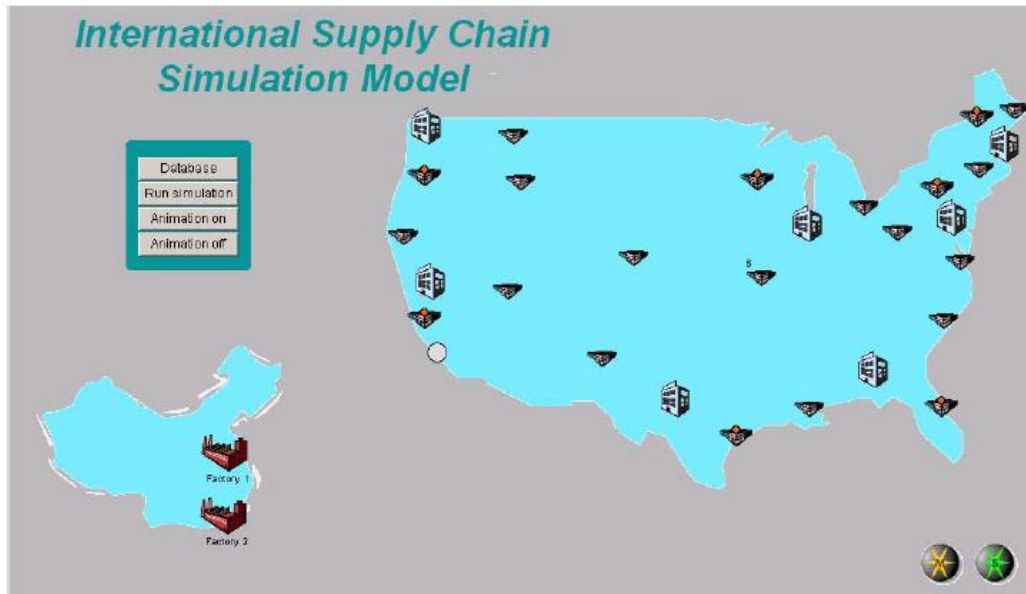 International Supply Chain
Simulation Model
Database
Run simulation
Animation on
Animation off
Factory 1
Factory 2